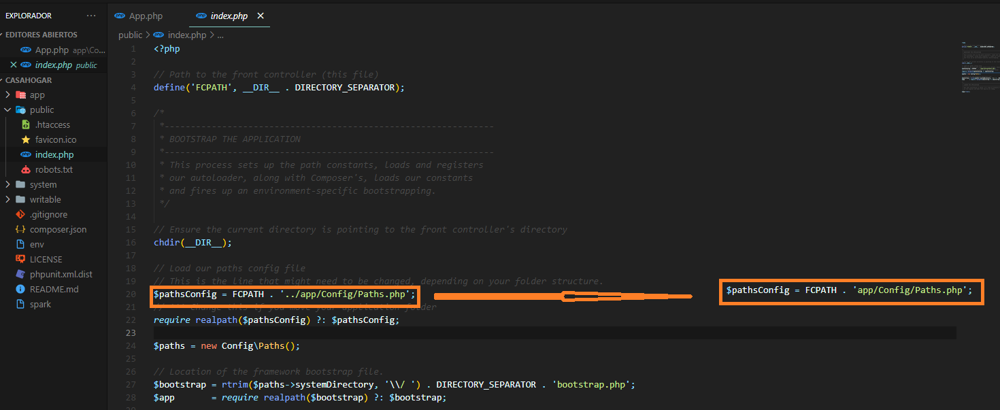 EXPLORADOR
EDITORES ABIERTOS
App.php app\Co...
index.php public
CASAHOGAR
app
public
.htaccess
favicon.ico
index.php
robots.txt
system
writable
.gitignore
composer.json
env
LICENSE
phpunit.xml.dist
README.md
spark
App.php
index.php
public > index.php > ...
1 <?php
2
3 // Path to the front controller (this file)
4 define('FCPATH', __DIR__ . DIRECTORY_SEPARATOR);
5
6 /*
7 *---------------------------------------------------------------
8 * BOOTSTRAP THE APPLICATION
9 *---------------------------------------------------------------
10 * This process sets up the path constants, loads and registers
11 * our autoloader, along with Composer's, loads our constants
12 * and fires up an environment-specific bootstrapping.
13 */
14
15 // Ensure the current directory is pointing to the front controller's directory
16 chdir(__DIR__);
17
18 // Load our paths config file
19 // This is the line that might need to be changed, depending on your folder structure.
20 $pathsConfig = FCPATH . '../app/Config/Paths.php';
$pathsConfig = FCPATH . 'app/Config/Paths.php';
21 // ^^^ Change this if you move your application folder
22 require realpath($pathsConfig) ?: $pathsConfig;
23
24 $paths = new Config\Paths();
25
26 // Location of the framework bootstrap file.
27 $bootstrap = rtrim($paths->systemDirectory, '\\/ ') . DIRECTORY_SEPARATOR . 'bootstrap.php';
28 $app = require realpath($bootstrap) ?: $bootstrap;